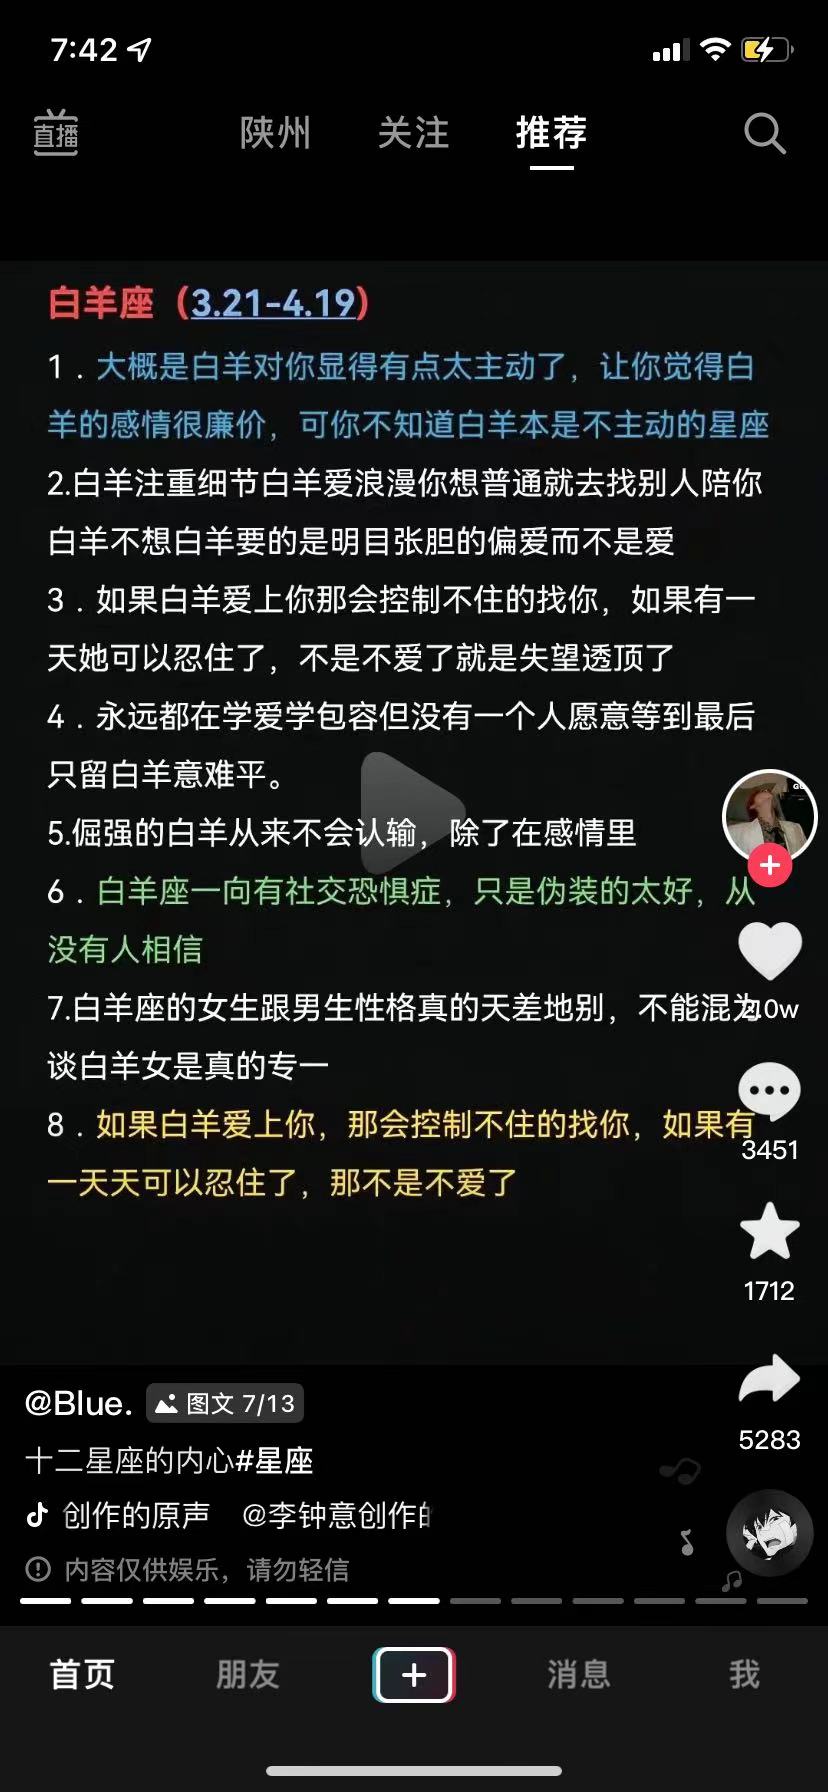 7:42
直播
陕州
关注
推荐
白羊座（3.21-4.19）
1．大概是白羊对你显得有点太主动了，让你觉得白
羊的感情很廉价，可你不知道白羊本是不主动的星座
2.白羊注重细节白羊爱浪漫你想普通就去找别人陪你
白羊不想白羊要的是明目张胆的偏爱而不是爱
3．如果白羊爱上你那会控制不住的找你，如果有一
天她可以忍住了，不是不爱了就是失望透顶了
4．永远都在学爱学包容但没有一个人愿意等到最后
只留白羊意难平。
5.倔强的白羊从来不会认输，除了在感情里
6．白羊座一向有社交恐惧症，只是伪装的太好，从
没有人相信
7.白羊座的女生跟男生性格真的天差地别，不能混为
谈白羊女是真的专一
8．如果白羊爱上你，那会控制不住的找你，如果有
一天天可以忍住了，那不是不爱了
2.0w
3451
1712
5283
@Blue.
图文 7/13
十二星座的内心#星座
创作的原声 @李钟意创作的
内容仅供娱乐，请勿轻信
首页
朋友
消息
我